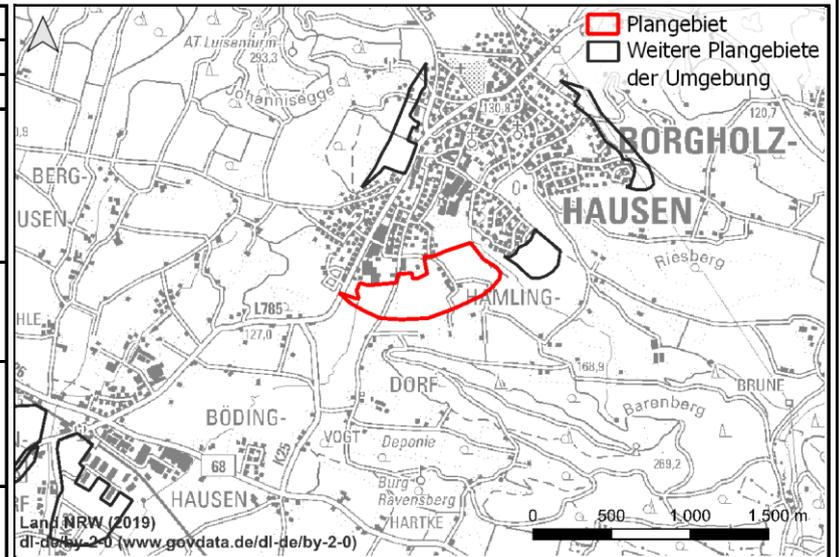 Plangebiet
Weitere Plangebiete
der Umgebung
AT Luisenturm
293,3
Johannisegge
130,8
120,7
BORGHOLZ-
HAUSEN
BERG-
USEN
Riesberg
HAMLING-
L785
27,0
HLE
168,9
DORF
BRUNE
Barenberg
BÖDING-
VOGT
Deponie
K25
68
269,2
Burg
Ravensberg
HAUSEN
HARTKE
Land NRW (2019)
dl-de/by-2-0 (www.govdata.de/dl-de/by-2-0)
0 500 1.000 1.500 m